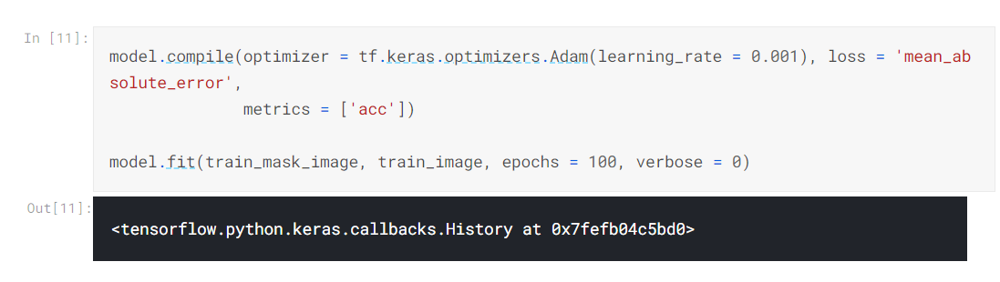 In [11]:
model.compile(optimizer = tf.keras.optimizers.Adam(learning_rate = 0.001), loss = 'mean_ab
solute_error',
metrics = ['acc'])
model.fit(train_mask_image, train_image, epochs = 100, verbose = 0)
Out[11]:
<tensorflow.python.keras.callbacks.History at 0x7fefb04c5bd0>